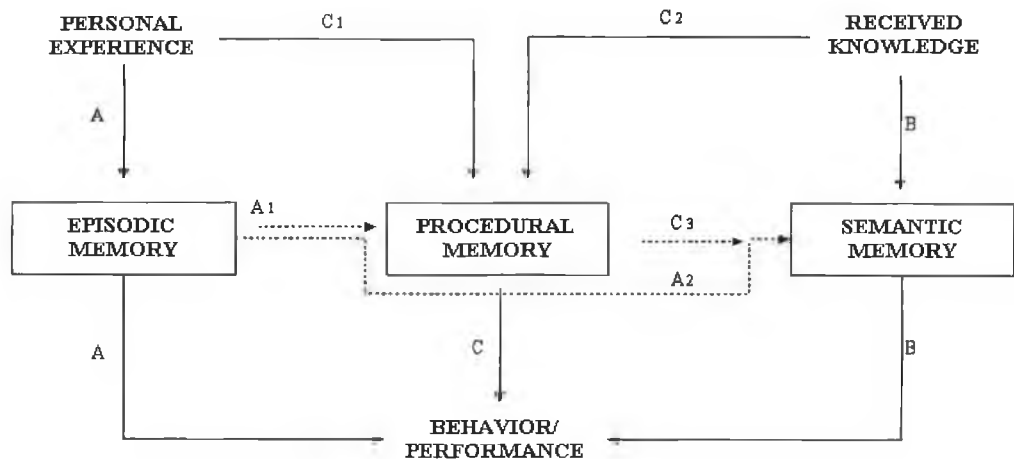 PERSONAL
EXPERIENCE
C1
C2
RECEIVED
KNOWLEDGE
A
B
EPISODIC
MEMORY
A1
PROCEDURAL
MEMORY
C3
SEMANTIC
MEMORY
A2
A
C
B
BEHAVIOR/
PERFORMANCE